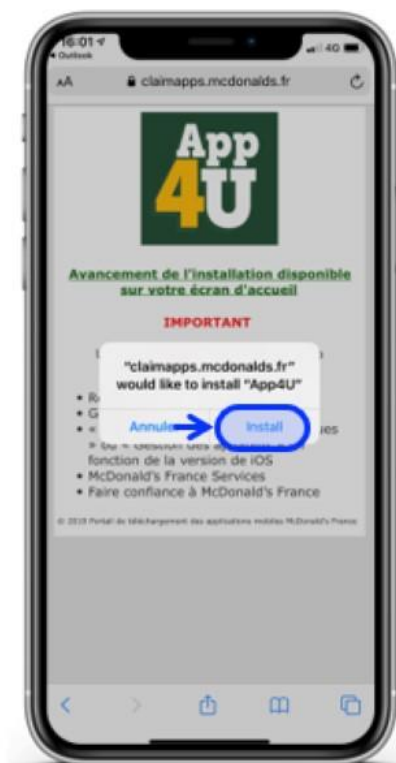 16:01
Outlook
4G
AA claimapps.mcdonalds.fr
App
4U
Avancement de l'installation disponible
sur votre écran d'accueil
IMPORTANT
"claimapps.mcdonalds.fr"
would like to install "App4U"
Install
fonction de la version de iOS
• McDonald's France Services
• Faire confiance à McDonald's France
© 2019 Portail de téléchargement des applications mobiles McDonald's France